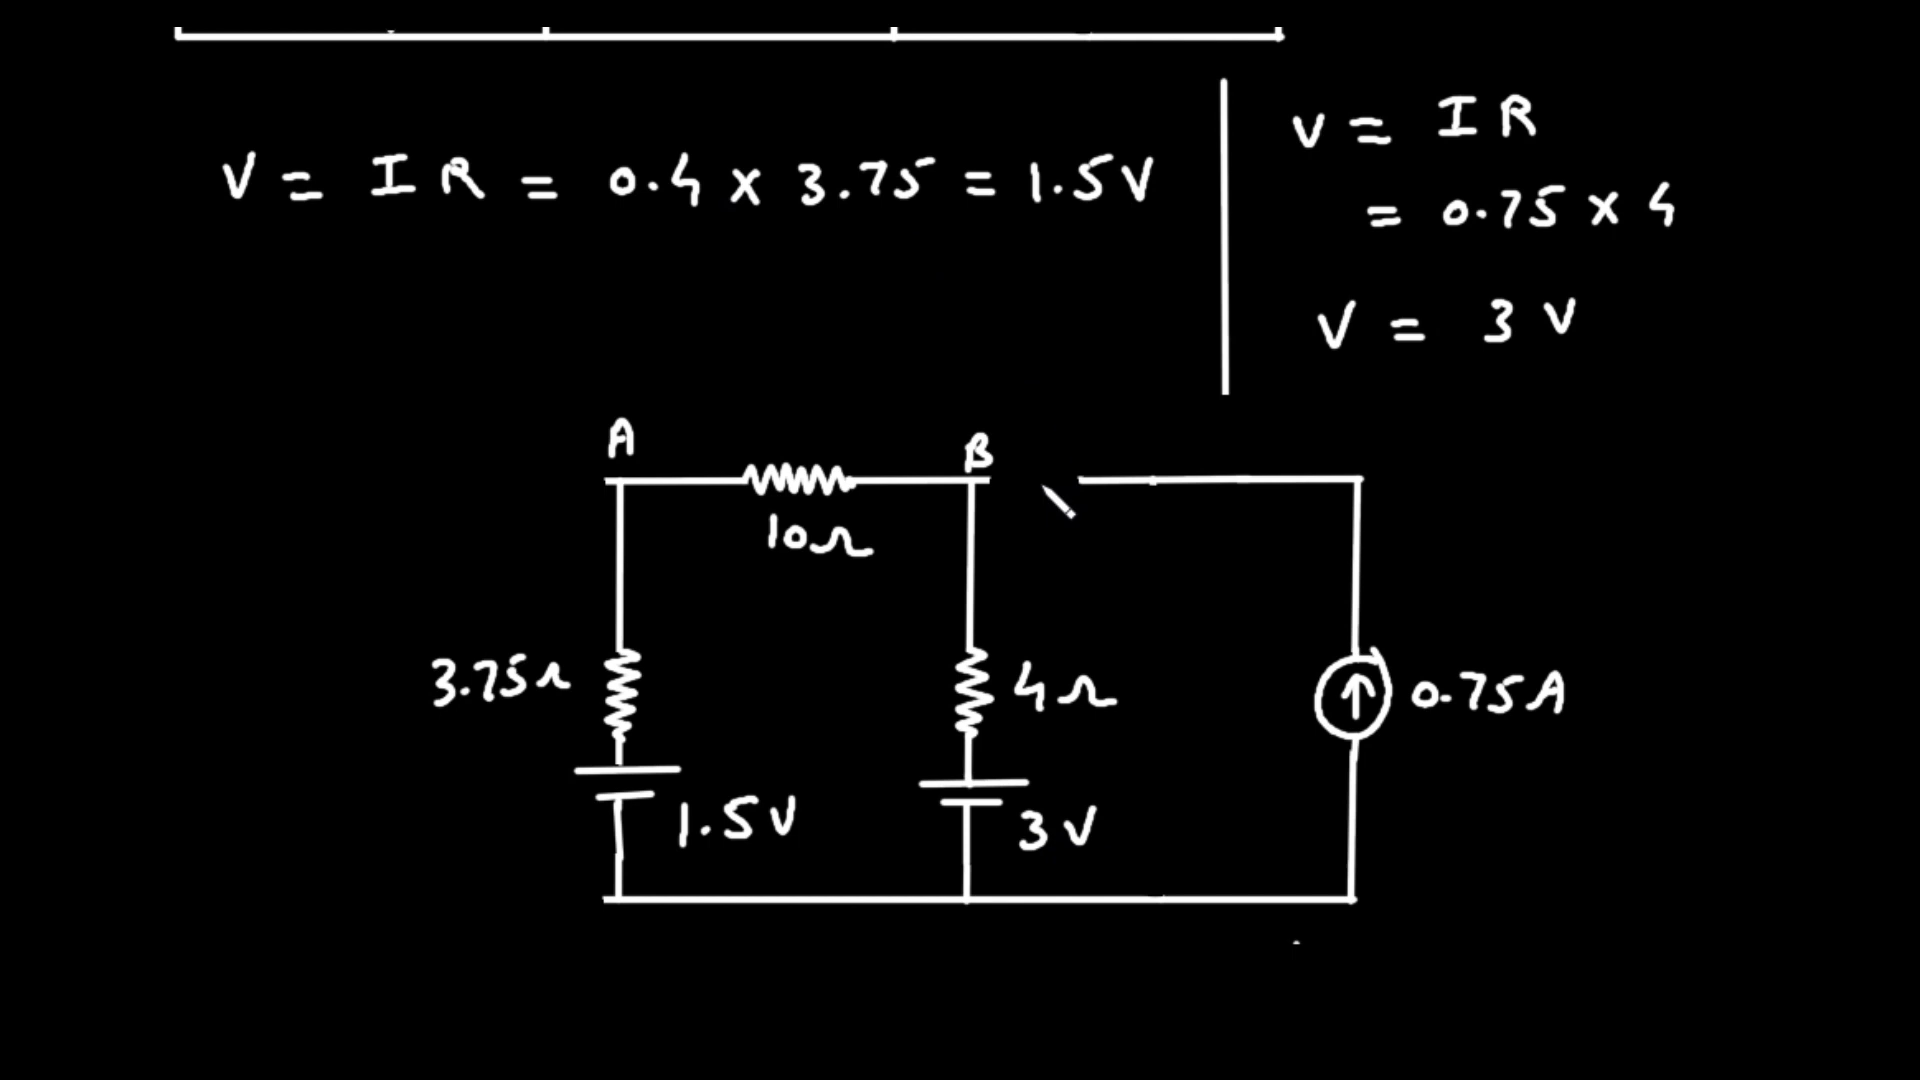 V = IR = 0.4 x 3.75 = 1.5V
V = IR
= 0.75 x 4
V = 3 V
A
B
10Ω
3.75Ω
4Ω
0.75A
1.5V
3V